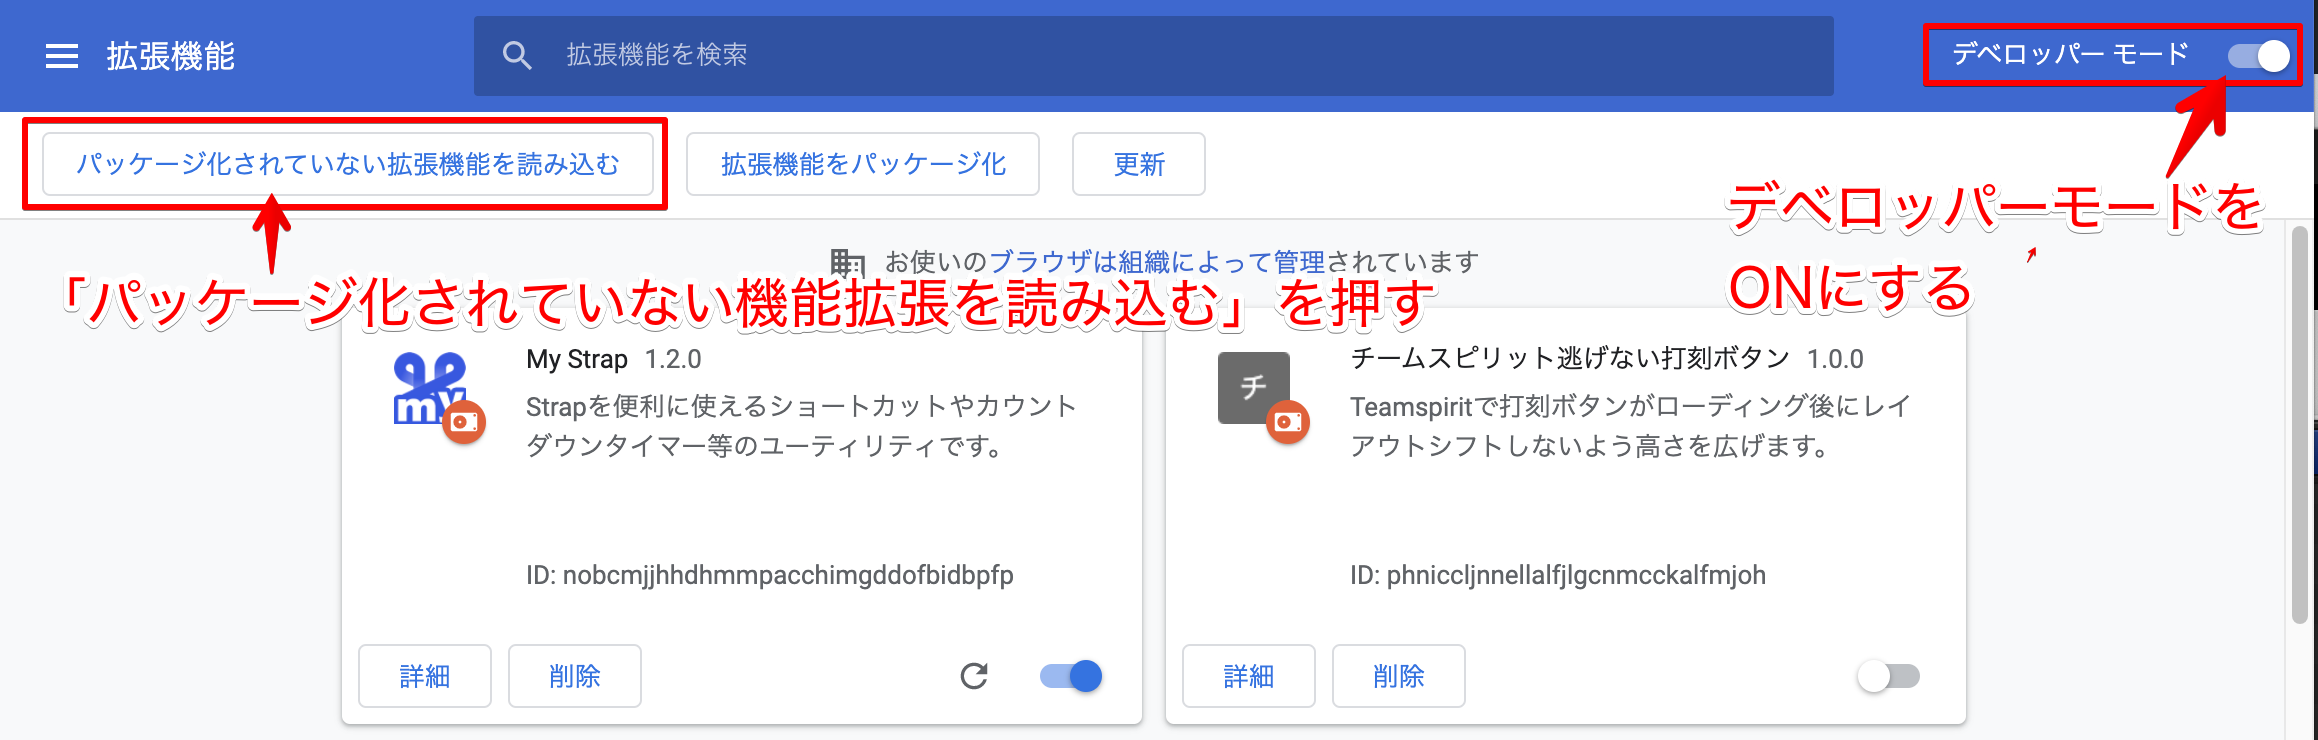 拡張機能
拡張機能を検索
デベロッパー モード
パッケージ化されていない拡張機能を読み込む
拡張機能をパッケージ化
更新
デベロッパーモードを
ONにする
お使いのブラウザは組織によって管理されています
「パッケージ化されていない機能拡張を読み込む」を押す
my
My Strap 1.2.0
Strapを便利に使えるショートカットやカウント
ダウンタイマー等のユーティリティです。
ID: nobcmjjhhdhmmpacchimgddofbidbpfp
詳細
削除
チ
チームスピリット逃げない打刻ボタン 1.0.0
Teamspiritで打刻ボタンがローディング後にレイ
アウトシフトしないよう高さを広げます。
ID: phniccljnnellalfjlgcnmcckalfmjoh
詳細
削除